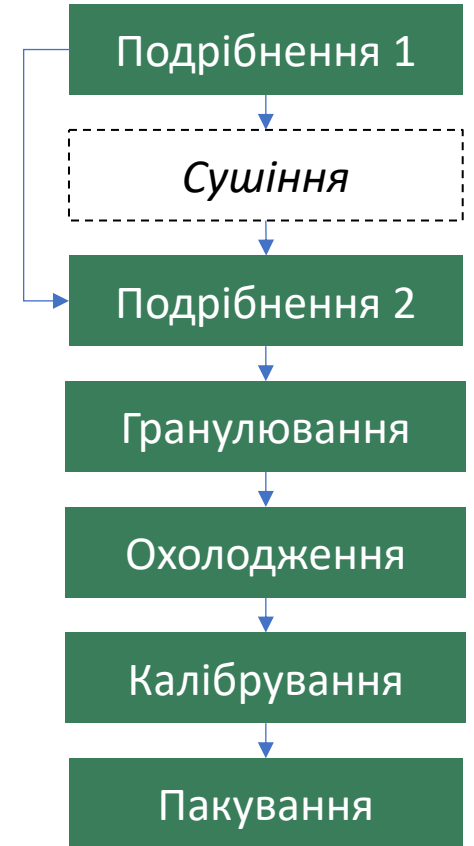 Подрібнення 1
Сушіння
Подрібнення 2
Гранулювання
Охолодження
Калібрування
Пакування